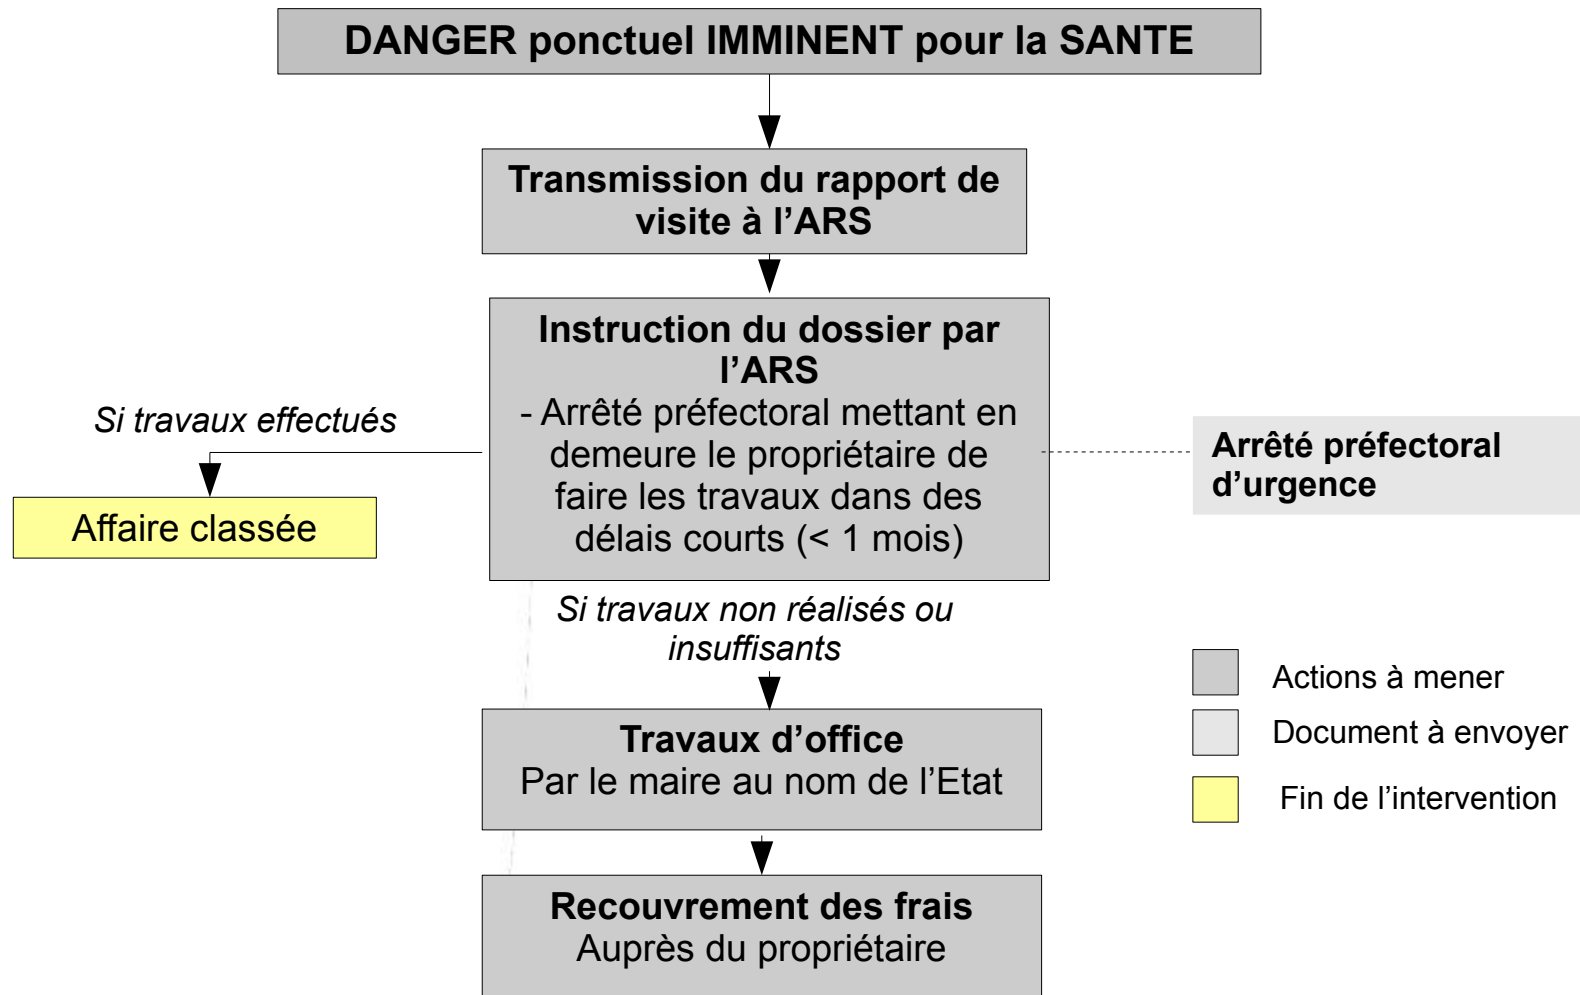 DANGER ponctuel IMMINENT pour la SANTE
Transmission du rapport de
visite à l’ARS
Instruction du dossier par
l’ARS
- Arrêté préfectoral mettant en
demeure le propriétaire de
faire les travaux dans des
délais courts (< 1 mois)
Si travaux effectués
Affaire classée
Arrêté préfectoral
d’urgence
Si travaux non réalisés ou
insuffisants
Travaux d’office
Par le maire au nom de l’Etat
Recouvrement des frais
Auprès du propriétaire
Actions à mener
Document à envoyer
Fin de l’intervention